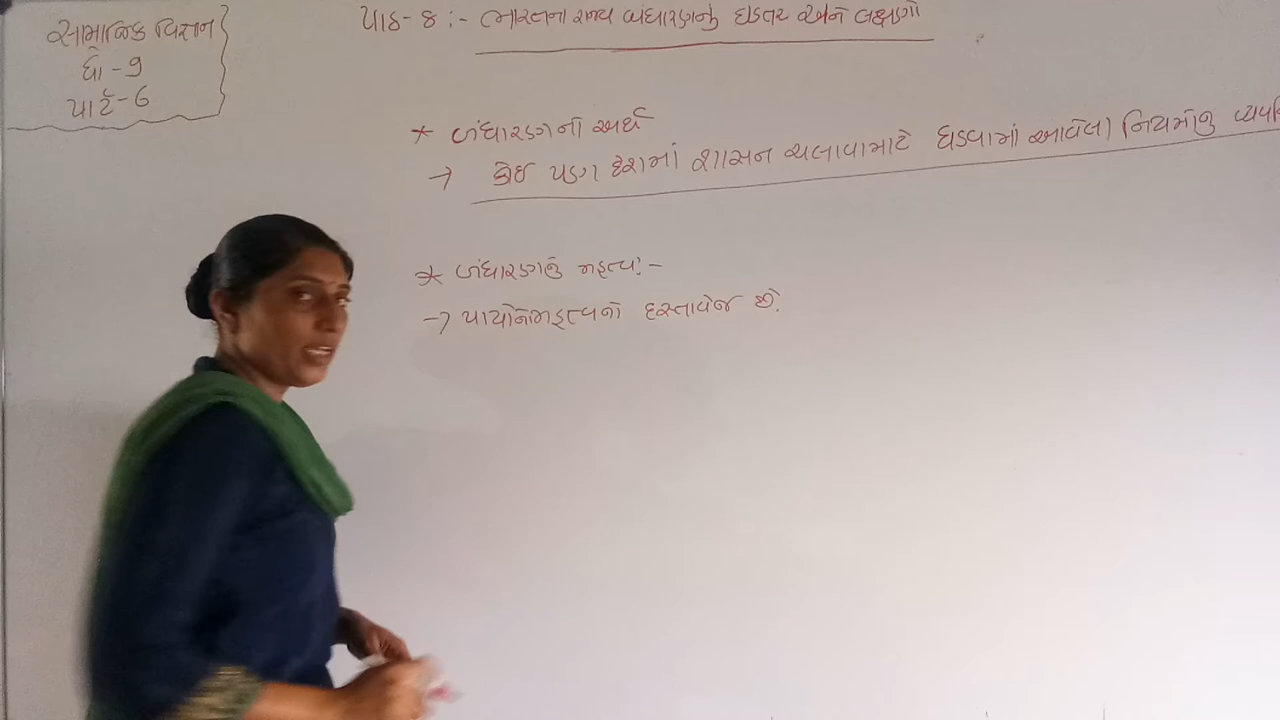 સામાજિક વિજ્ઞાન
ધો-9
પાર્ટ-6
પાઠ-8 :- ભારતના રાજ્ય બંધારણનું ઘડતર અને લક્ષણો
* બંધારણનો અર્થ
→ કોઈ પણ દેશમાં શાસન ચલાવવામાટે ઘડવામાં આવેલા નિયમોનુ
* બંધારણનું મહત્વ:-
→ પાયાનોમહત્વનો દસ્તાવેજ છે.